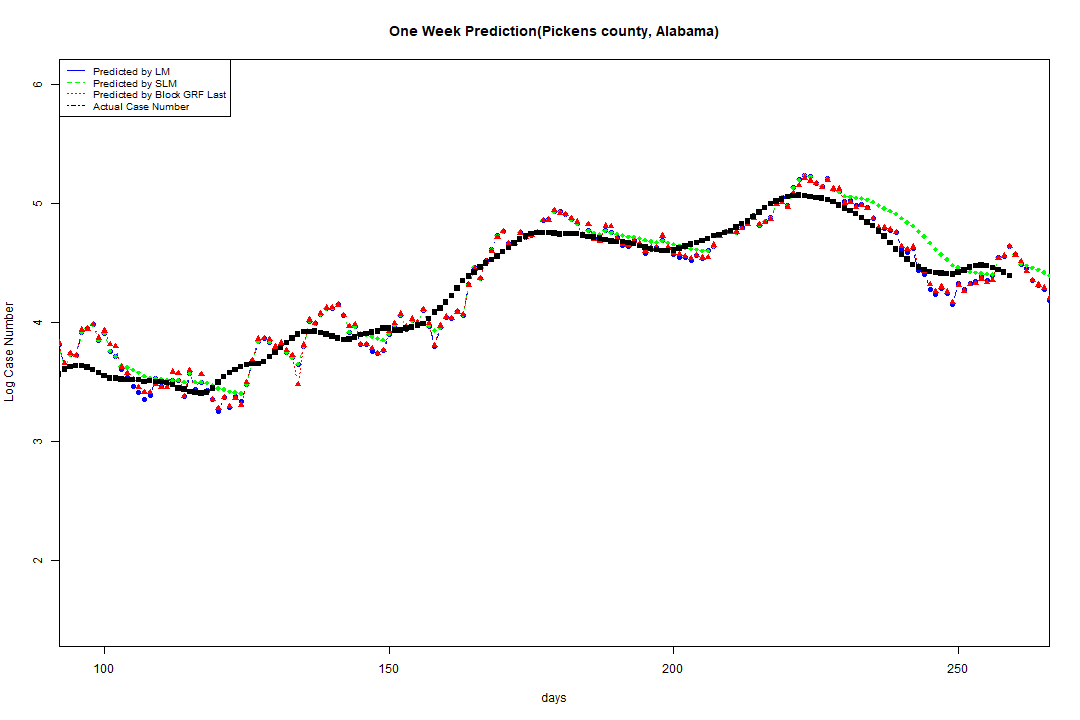 One Week Prediction(Pickens county, Alabama)
Predicted by LM
Predicted by SLM
Predicted by Block GRF Last
Actual Case Number
6
5
4
3
2
Log Case Number
100 150 200 250
days